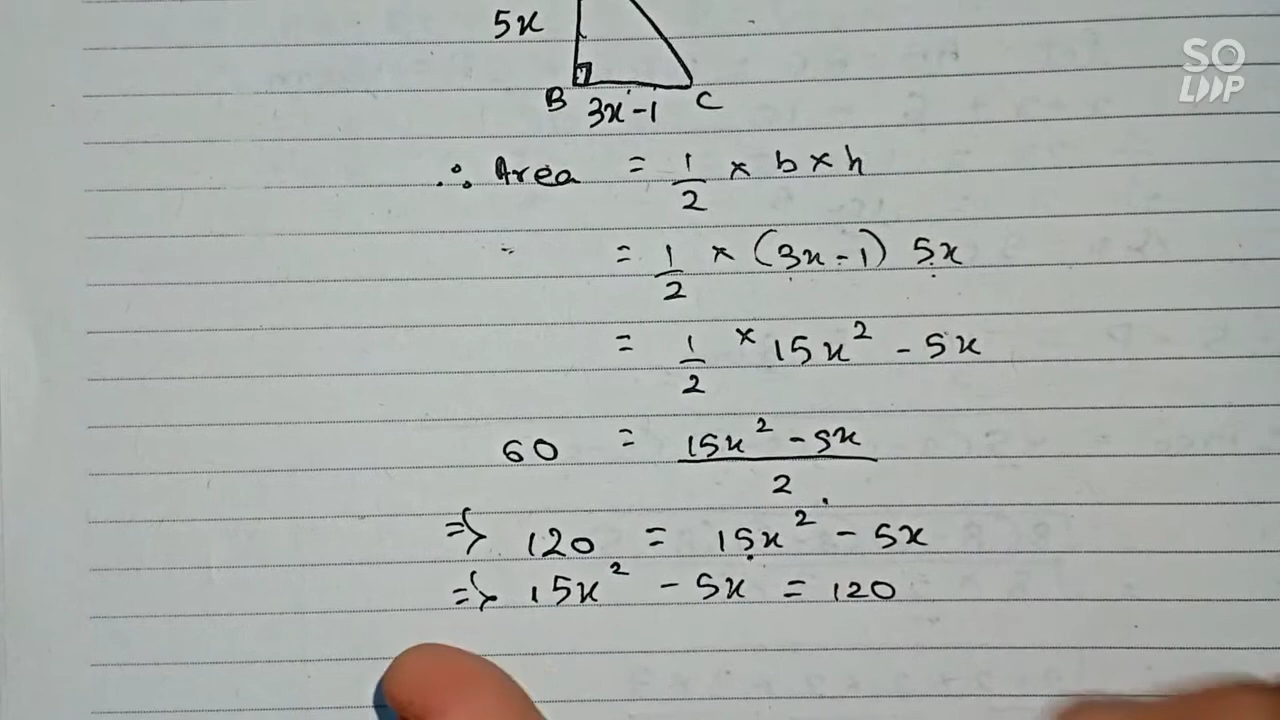 5x
SO
LOOP
B 3x-1 C
∴ Area = 1/2 × b × h
= 1/2 × (3x-1) 5x
= 1/2 × 15x² - 5x
60 = 15x² - 5x / 2
⇒ 120 = 15x² - 5x
⇒ 15x² - 5x = 120